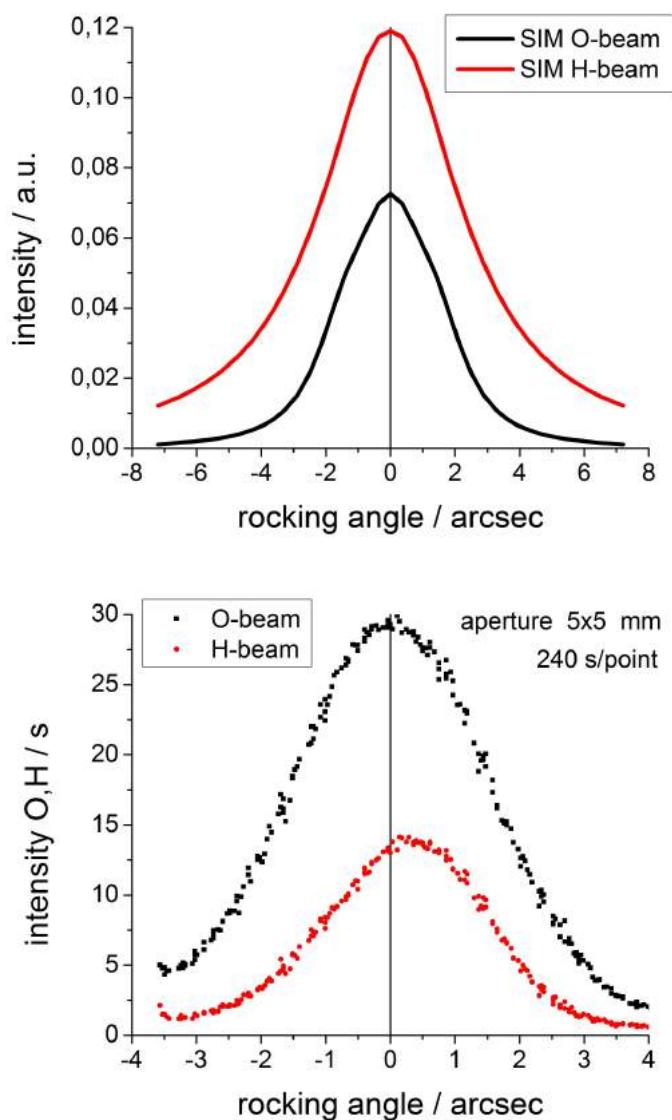 0,12
0,10
0,08
0,06
0,04
0,02
0,00
intensity / a.u.
SIM O-beam
SIM H-beam
-8 -6 -4 -2 0 2 4 6 8
rocking angle / arcsec
30
25
20
15
10
5
0
intensity O,H / s
O-beam
H-beam
aperture 5x5 mm
240 s/point
-4 -3 -2 -1 0 1 2 3 4
rocking angle / arcsec